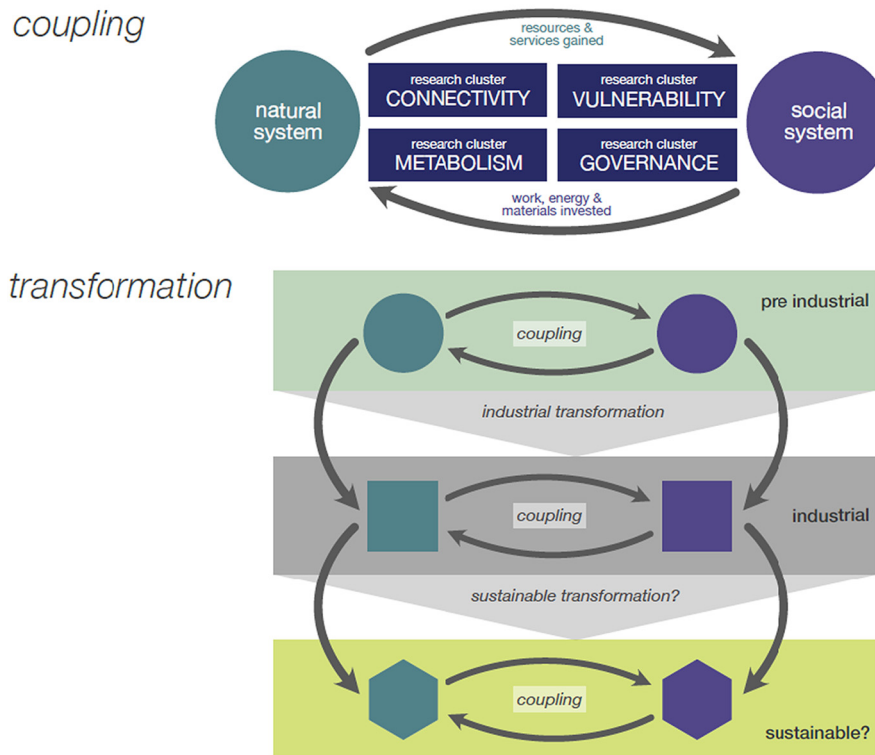 coupling
resources &
services gained
natural
system
research cluster
CONNECTIVITY
research cluster
VULNERABILITY
social
system
research cluster
METABOLISM
research cluster
GOVERNANCE
work, energy &
materials invested
transformation
pre industrial
coupling
industrial transformation
coupling
industrial
sustainable transformation?
coupling
sustainable?